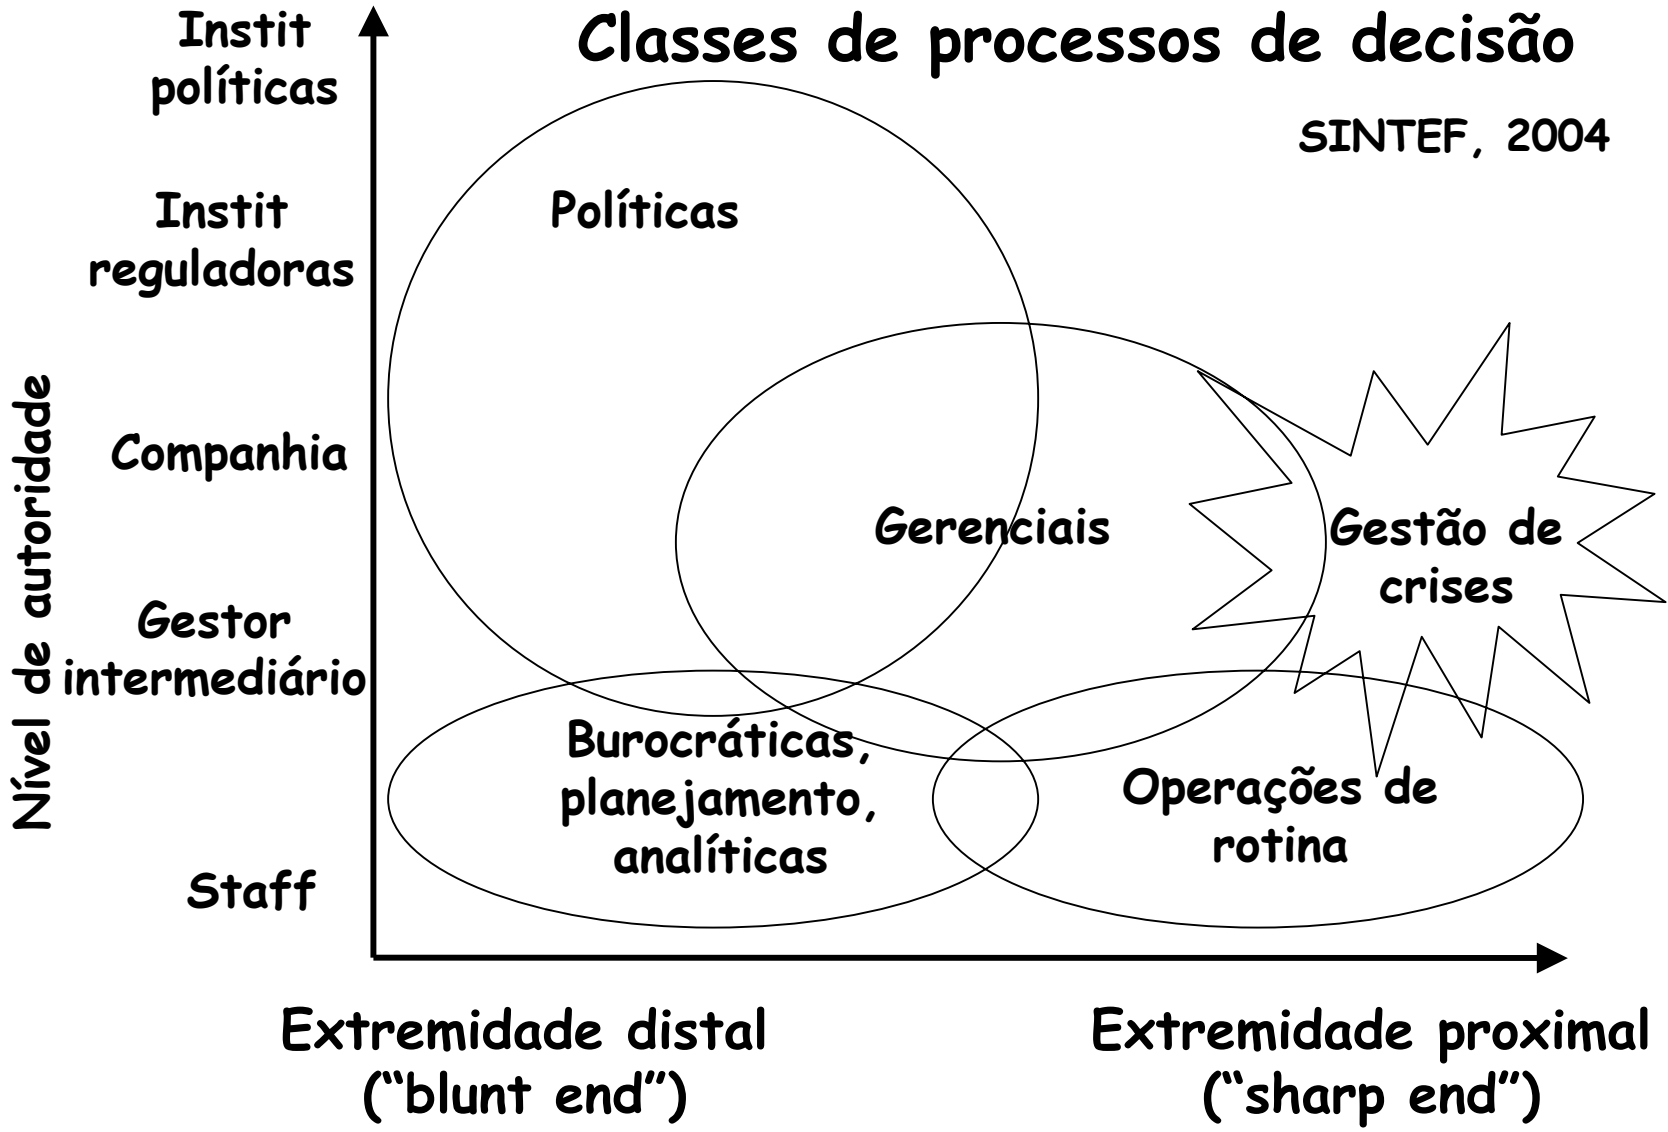 Classes de processos de decisão
SINTEF, 2004
Instit
políticas
Instit
reguladoras
Companhia
Gestor
intermediário
Staff
Nível de autoridade
Políticas
Gerenciais
Gestão de
crises
Burocráticas,
planejamento,
analíticas
Operações de
rotina
Extremidade distal
(“blunt end”)
Extremidade proximal
(“sharp end”)